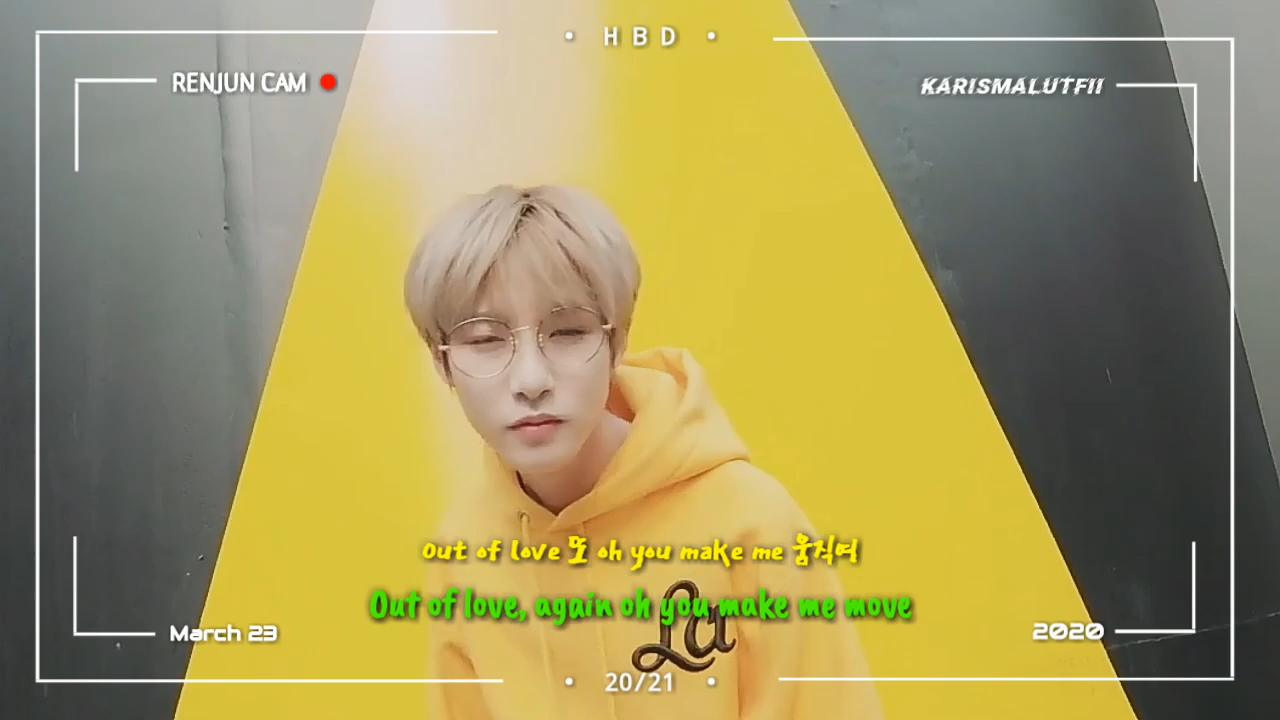 • H B D •
RENJUN CAM
KARISMALUTFII
Out of love 또 oh you make me 움직여
Out of love, again oh you make me move
La
March 23
2020
• 20/21 •